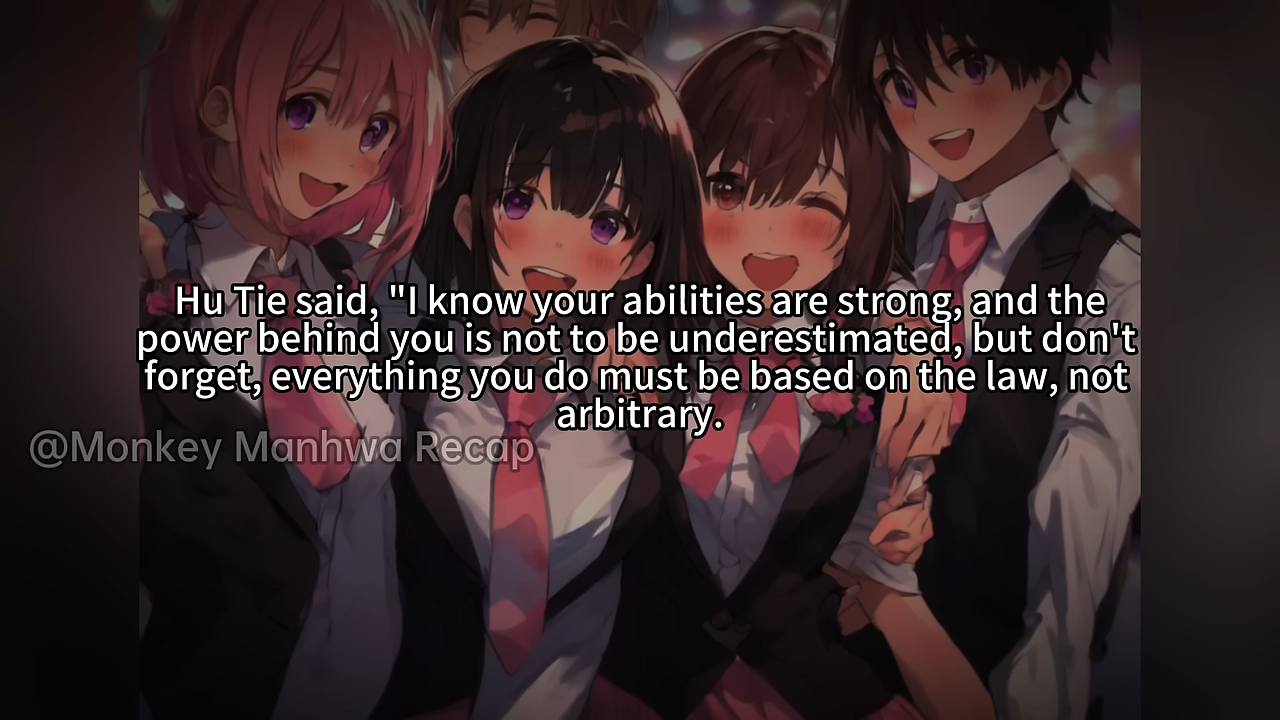 Hu Tie said, "I know your abilities are strong, and the
power behind you is not to be underestimated, but don't
forget, everything you do must be based on the law, not
arbitrary.
@Monkey Manhwa Recap